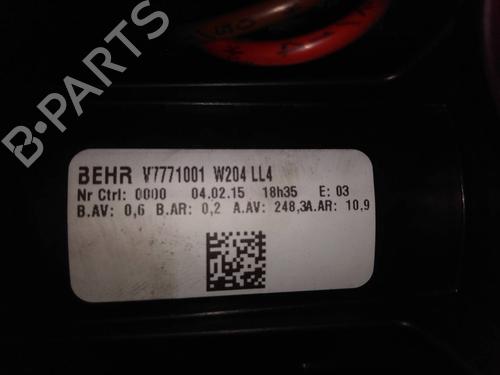 BEHR V7771001 W204 LL4
Nr Ctrl: 0000 04.02.15 18h35 E: 03
B.AV: 0,6 B.AR: 0,2 A.AV: 248,3A.AR: 10,9
B-PARTS